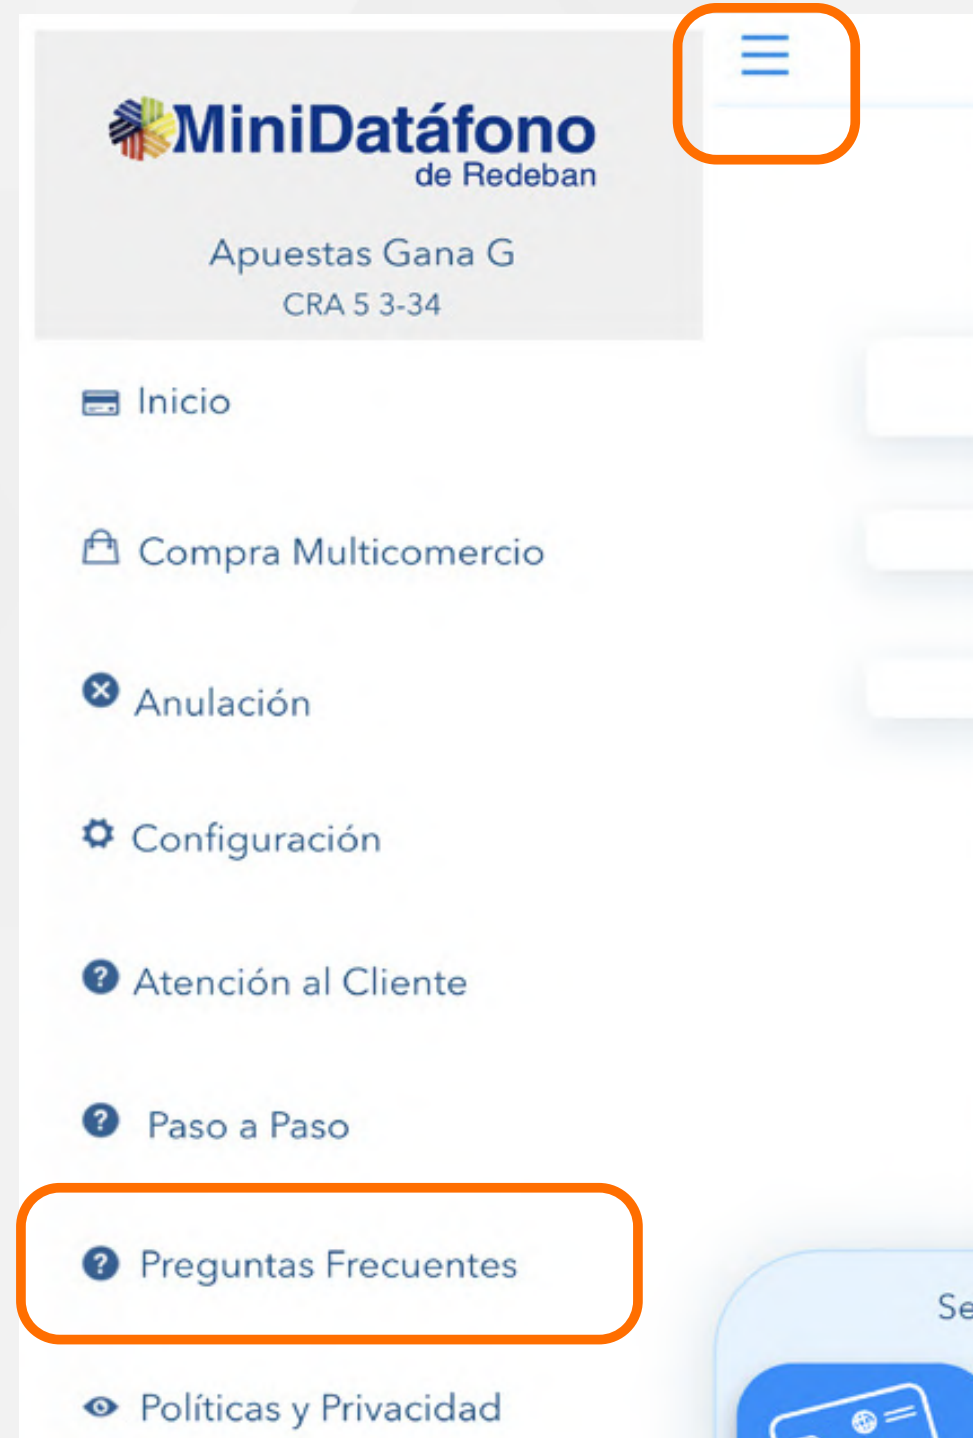 MiniDatáfono
de Redeban
Apuestas Gana G
CRA 5 3-34
Inicio
Compra Multicomercio
Anulación
Configuración
Atención al Cliente
Paso a Paso
Preguntas Frecuentes
Se
Políticas y Privacidad